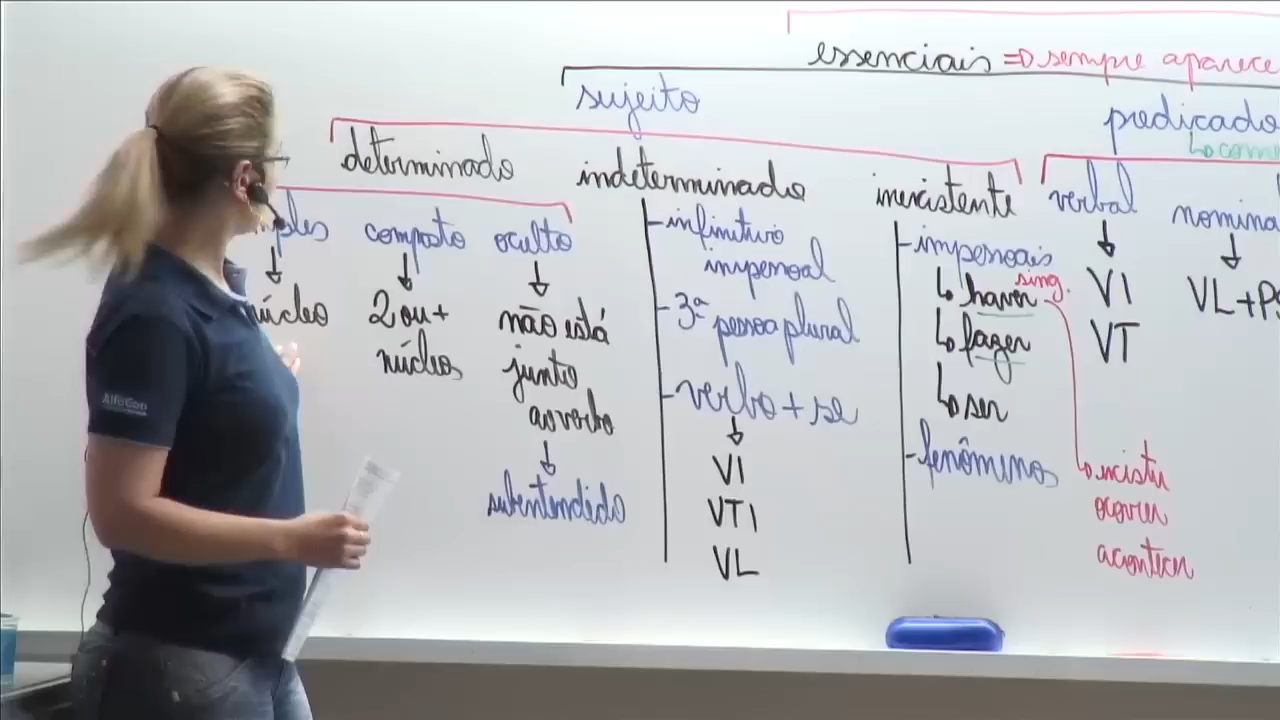 essenciais => sempre aparece
sujeito
predicado
determinado
indeterminado
inexistente
verbal
nomina
composto
oculto
núcleo
2 ou +
núcleos
não está
junto
ao verbo
subentendido
- infinitivo
impessoal
- 3ª pessoa plural
- verbo + se
VI
VTI
VL
- impessoais
haver sing.
fazer
ser
- fenômenos
existir
ocorrer
acontecer
VI
VT
VL + PS
AlfaCon